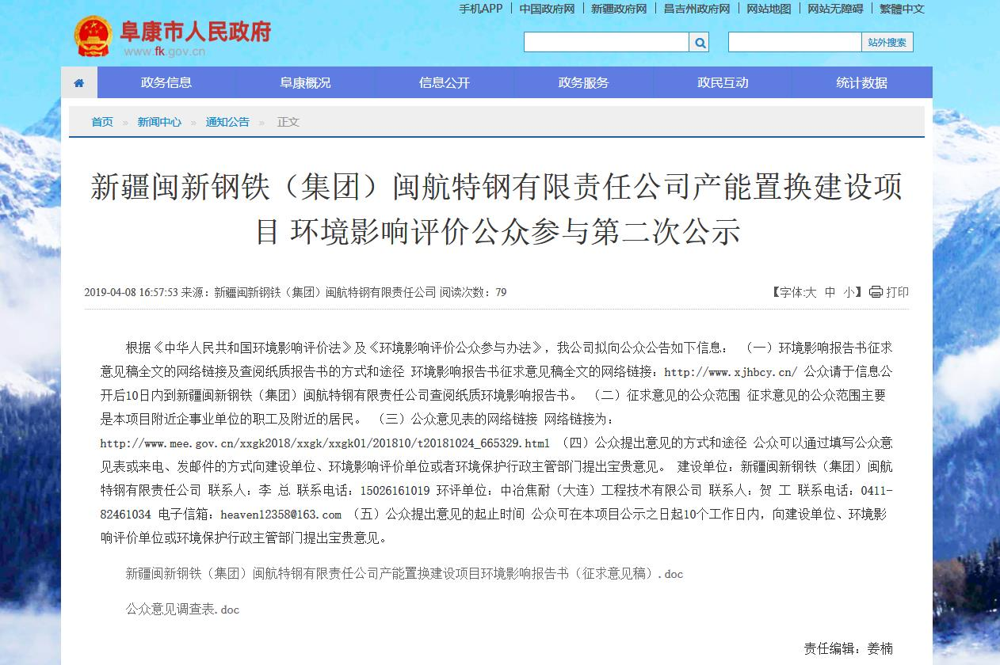 手机APP | 中国政府网 | 新疆政府网 | 昌吉州政府网 | 网站地图 | 网站无障碍 | 繁體中文
阜康市人民政府
www.fk.gov.cn
站外搜索
政务信息 阜康概况 信息公开 政务服务 政民互动 统计数据
首页 » 新闻中心 » 通知公告 » 正文
新疆闽新钢铁（集团）闽航特钢有限责任公司产能置换建设项
目 环境影响评价公众参与第二次公示
2019-04-08 16:57:53 来源：新疆闽新钢铁（集团）闽航特钢有限责任公司 阅读次数：79
【字体:大 中 小】 打印
根据《中华人民共和国环境影响评价法》及《环境影响评价公众参与办法》，我公司拟向公众公告如下信息： （一）环境影响报告书征求
意见稿全文的网络链接及查阅纸质报告书的方式和途径 环境影响报告书征求意见稿全文的网络链接：http://www.xjhbcy.cn/ 公众请于信息公
开后10日内到新疆闽新钢铁（集团）闽航特钢有限责任公司查阅纸质环境影响报告书。 （二）征求意见的公众范围 征求意见的公众范围主要
是本项目附近企事业单位的职工及附近的居民。 （三）公众意见表的网络链接 网络链接为：
http://www.mee.gov.cn/xxgk2018/xxgk/xxgk01/201810/t20181024_665329.html （四）公众提出意见的方式和途径 公众可以通过填写公众意
见表或来电、发邮件的方式向建设单位、环境影响评价单位或者环境保护行政主管部门提出宝贵意见。 建设单位：新疆闽新钢铁（集团）闽航
特钢有限责任公司 联系人：李 总 联系电话：15026161019 环评单位：中冶焦耐（大连）工程技术有限公司 联系人：贺 工 联系电话：0411-
82461034 电子信箱：heaven12358@163.com （五）公众提出意见的起止时间 公众可在本项目公示之日起10个工作日内，向建设单位、环境影
响评价单位或环境保护行政主管部门提出宝贵意见。
新疆闽新钢铁（集团）闽航特钢有限责任公司产能置换建设项目环境影响报告书（征求意见稿）.doc
公众意见调查表.doc
责任编辑：姜楠